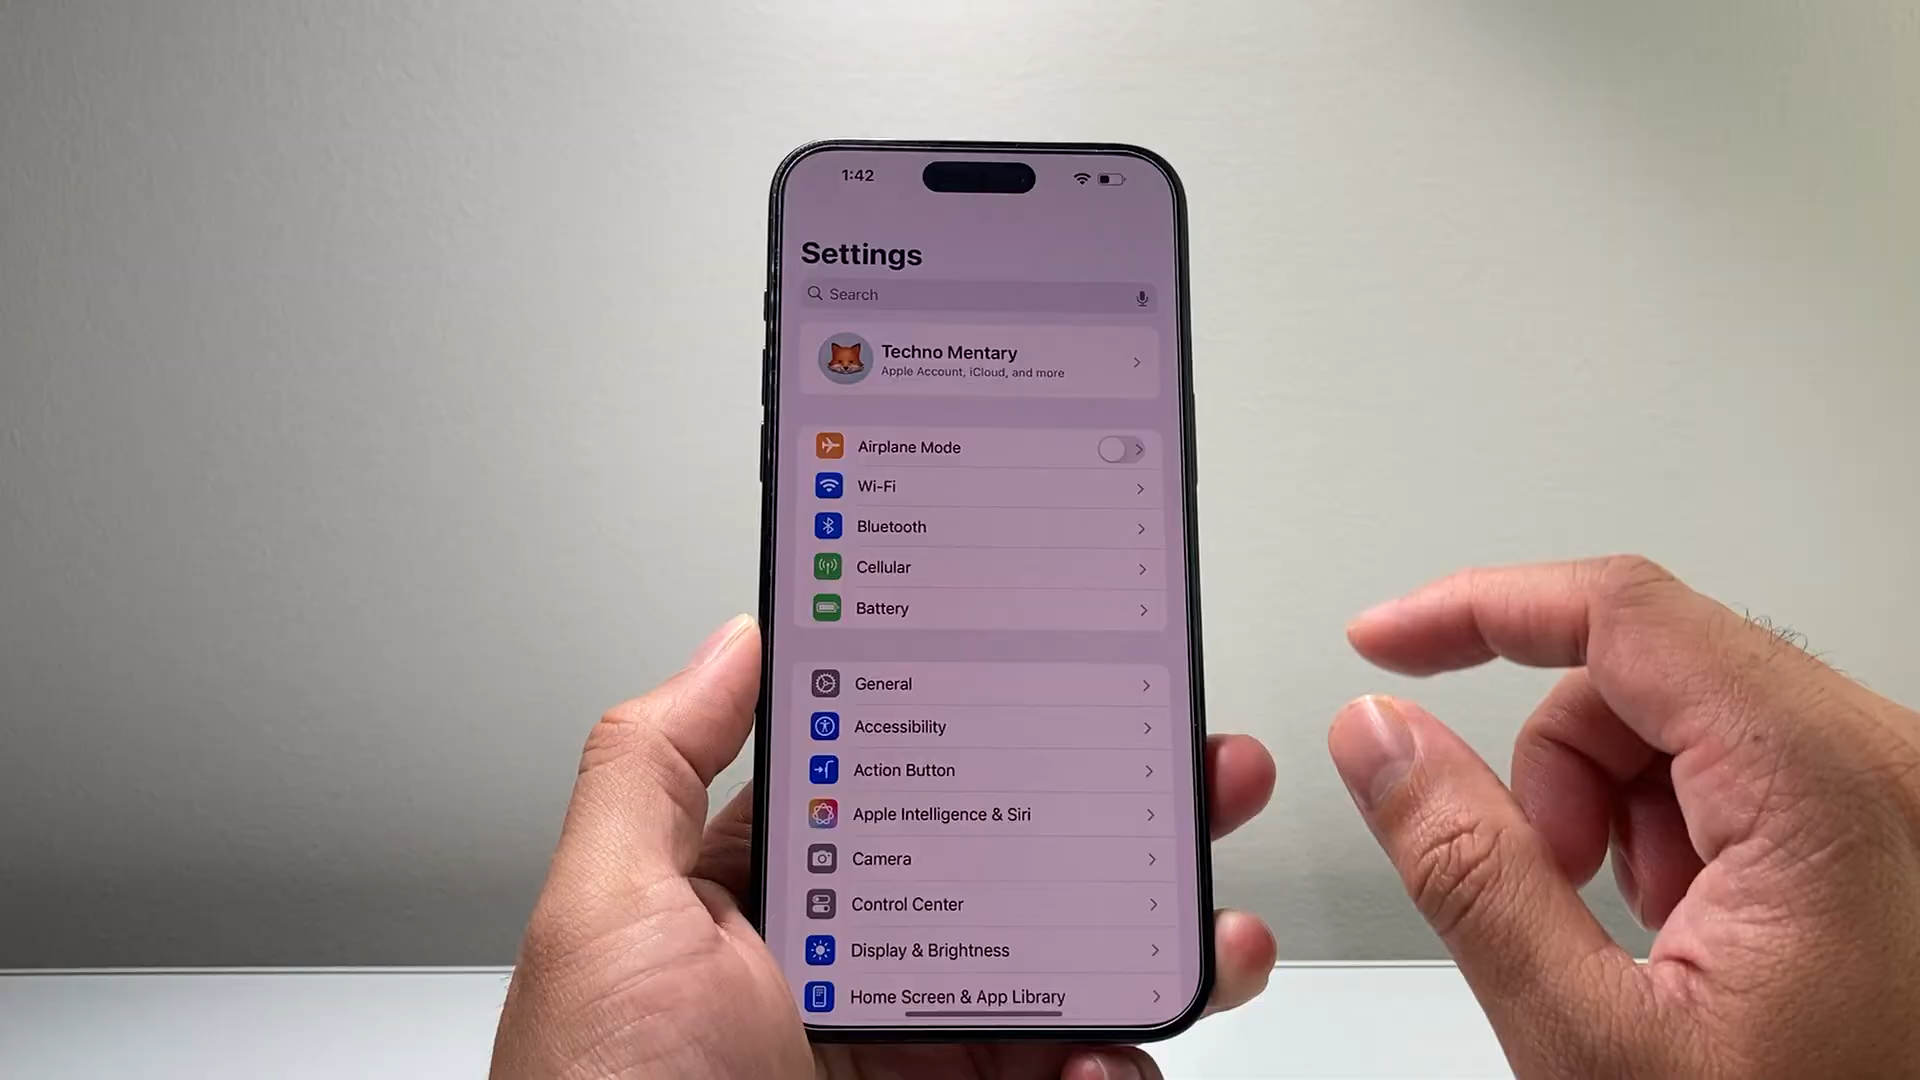 1:42
Settings
Search
Techno Mentary
Apple Account, iCloud, and more
Airplane Mode
Wi-Fi
Bluetooth
Cellular
Battery
General
Accessibility
Action Button
Apple Intelligence & Siri
Camera
Control Center
Display & Brightness
Home Screen & App Library